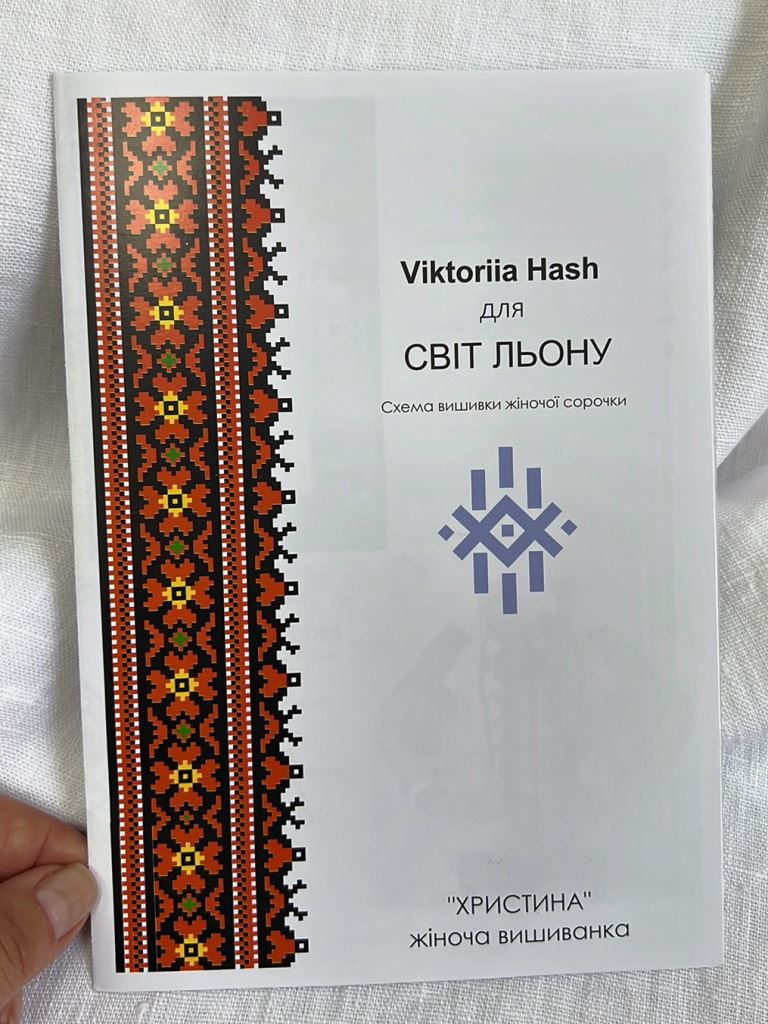 Viktoriia Hash
для
СВІТ ЛЬОНУ
Схема вишивки жіночої сорочки
"ХРИСТИНА"
жіноча вишиванка